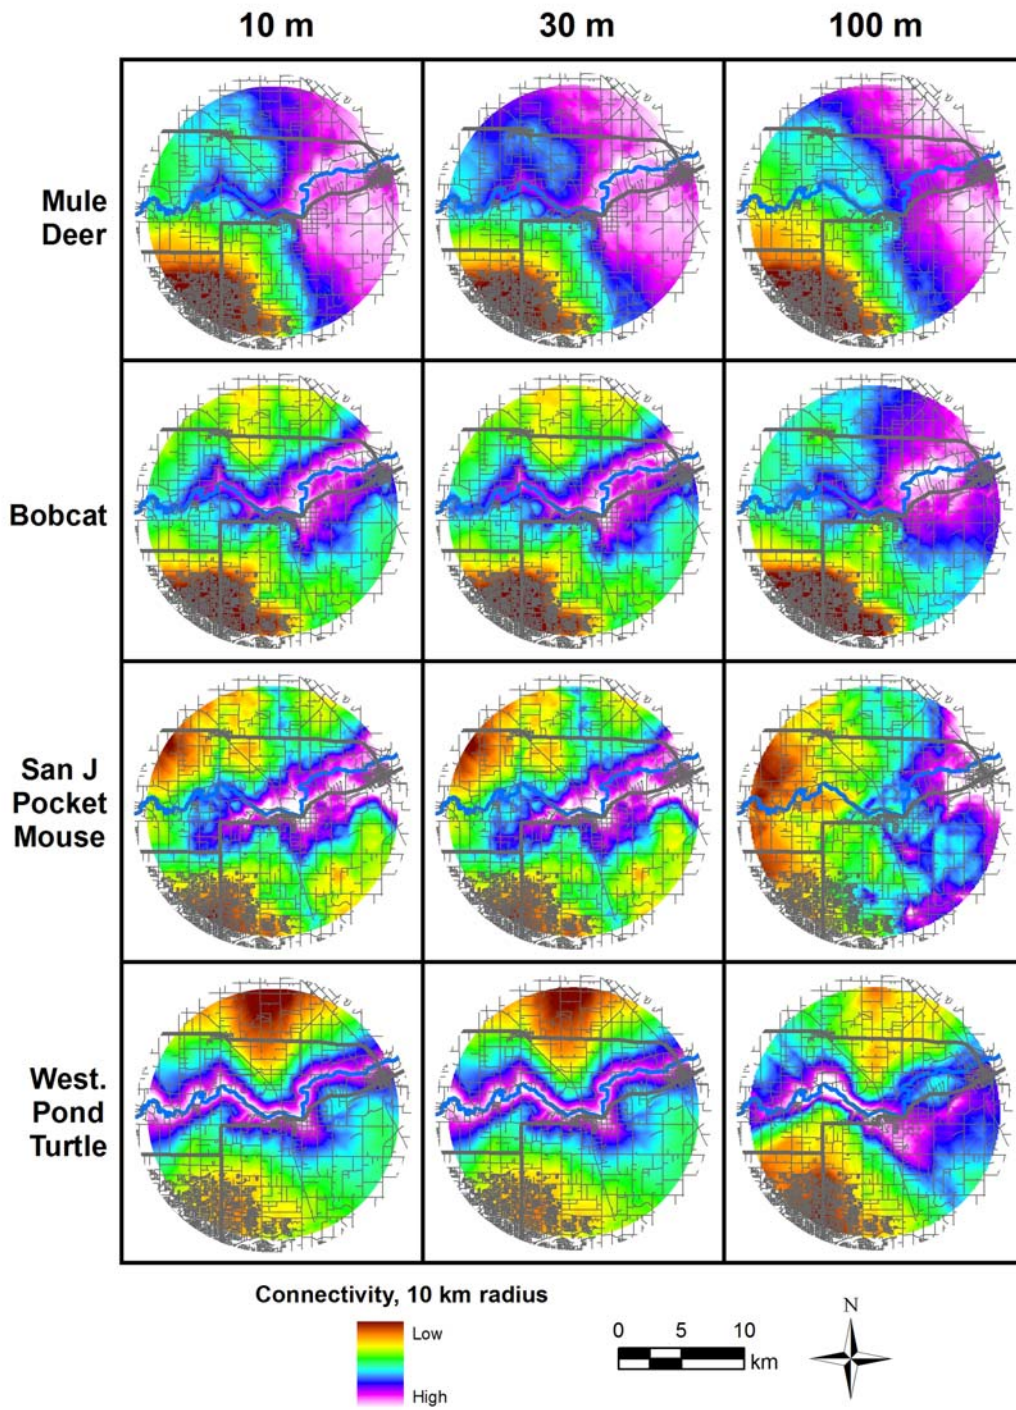 10 m 30 m 100 m
Mule
Deer
Bobcat
San J
Pocket
Mouse
West.
Pond
Turtle
Connectivity, 10 km radius
Low
High
0 5 10
km
N